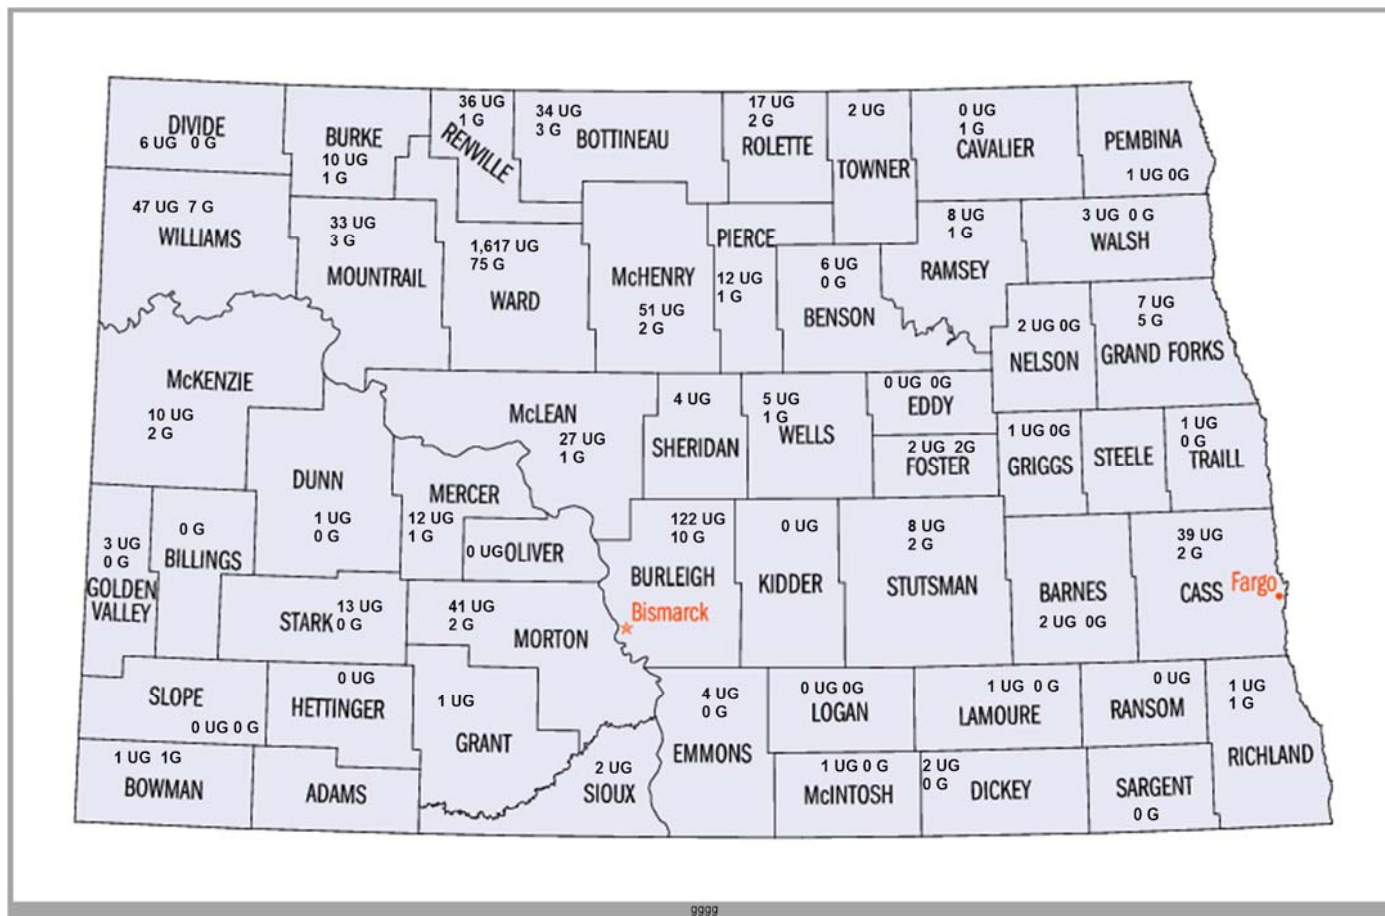 DIVIDE
6 UG 0 G
BURKE
10 UG
1 G
36 UG
1 G
RENVILLE
34 UG
3 G
BOTTINEAU
17 UG
2 G
ROLETTE
2 UG
TOWNER
0 UG
1 G
CAVALIER
PEMBINA
1 UG 0G
47 UG 7 G
WILLIAMS
33 UG
3 G
MOUNTRAIL
1,617 UG
75 G
WARD
McHENRY
51 UG
2 G
PIERCE
12 UG
1 G
6 UG
0 G
BENSON
8 UG
1 G
RAMSEY
3 UG 0 G
WALSH
2 UG 0G
NELSON
7 UG
5 G
GRAND FORKS
McKENZIE
10 UG
2 G
DUNN
1 UG
0 G
McLEAN
27 UG
1 G
MERCER
12 UG
1 G
0 UG OLIVER
4 UG
SHERIDAN
5 UG
1 G
WELLS
0 UG 0G
EDDY
2 UG 2G
FOSTER
1 UG 0G
GRIGGS
STEELE
1 UG
0 G
TRAILL
3 UG
0 G
GOLDEN
VALLEY
0 G
BILLINGS
13 UG
STARK 0 G
41 UG
2 G
MORTON
122 UG
10 G
BURLEIGH
Bismarck
0 UG
KIDDER
8 UG
2 G
STUTSMAN
BARNES
2 UG 0G
39 UG
2 G
CASS
Fargo
SLOPE
0 UG 0 G
0 UG
HETTINGER
1 UG
GRANT
4 UG
0 G
EMMONS
0 UG 0G
LOGAN
1 UG 0 G
LAMOURE
0 UG
RANSOM
1 UG
1 G
RICHLAND
1 UG 1G
BOWMAN
ADAMS
2 UG
SIOUX
1 UG 0 G
McINTOSH
2 UG
0 G
DICKEY
SARGENT
0 G
gggg